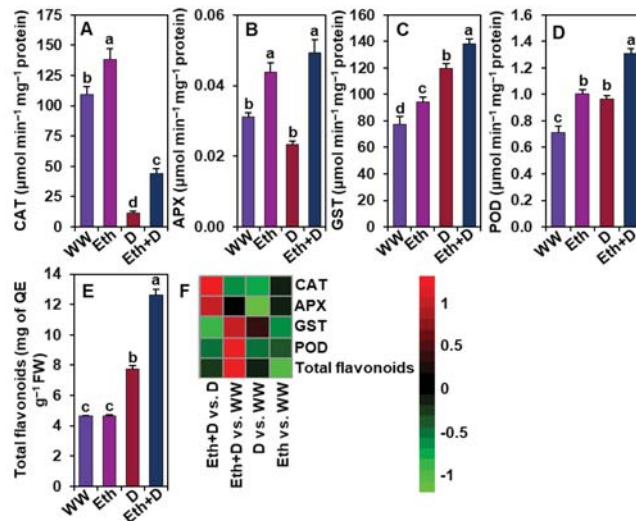 A
CAT (µmol min⁻¹ mg⁻¹ protein)
175
150
125
100
75
50
25
0
b
a
d
c
WW
Eth
D
Eth+D
B
APX (µmol min⁻¹ mg⁻¹ protein)
0.06
0.04
0.02
0.00
b
a
b
a
WW
Eth
D
Eth+D
C
GST (µmol min⁻¹ mg⁻¹ protein)
160
140
120
100
80
60
40
20
0
d
c
b
a
WW
Eth
D
Eth+D
D
POD (µmol min⁻¹ mg⁻¹ protein)
1.6
1.4
1.2
1.0
0.8
0.6
0.4
0.2
0.0
c
b
b
a
WW
Eth
D
Eth+D
E
Total flavonoids (mg of QE
g⁻¹ FW)
16
12
8
4
0
c
c
b
a
WW
Eth
D
Eth+D
F
CAT
APX
GST
POD
Total flavonoids
Eth+D vs. D
Eth+D vs. WW
D vs. WW
Eth vs. WW
1
0.5
0
-0.5
-1